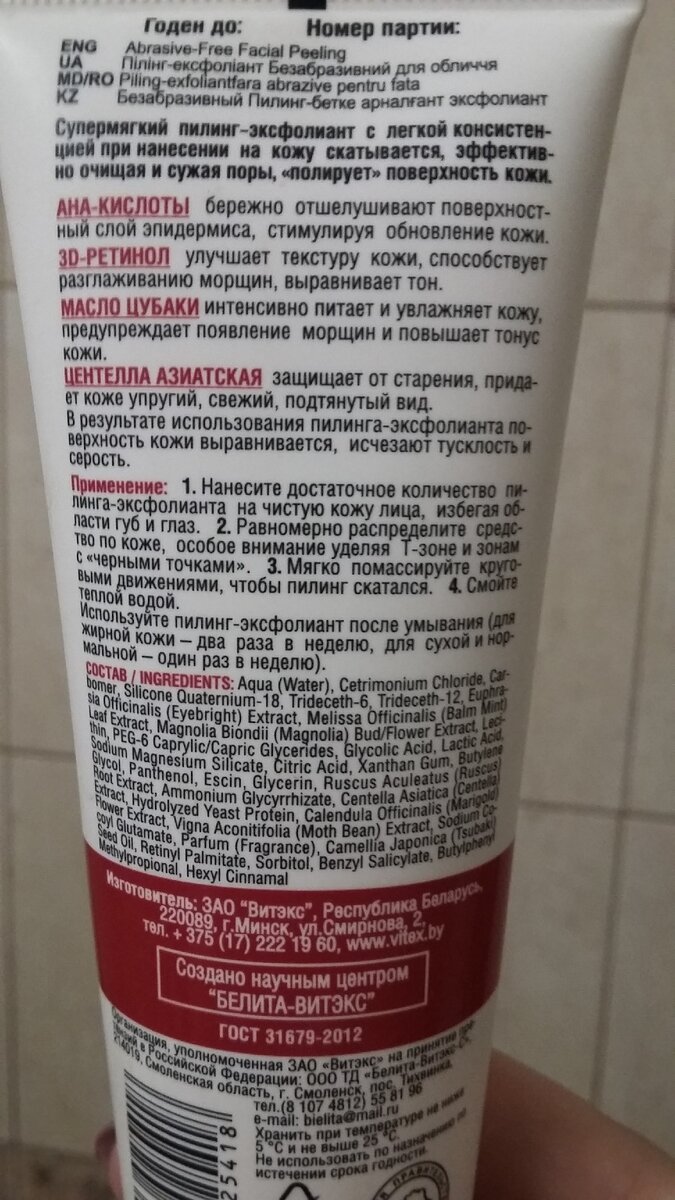 Годен до: Номер партии:
ENG Abrasive-Free Facial Peeling
UA Пілінг-ексфоліант Безабразивний для обличчя
MD/RO Piling-exfoliantfara abrazive pentru fata
KZ Безабразивный Пилинг-бетке арналғант эксфолиант
Супермягкий пилинг-эксфолиант с легкой консистен-
цией при нанесении на кожу скатывается, эффектив-
но очищая и сужая поры, «полирует» поверхность кожи.
АНА-КИСЛОТЫ бережно отшелушивают поверхност-
ный слой эпидермиса, стимулируя обновление кожи.
3D-РЕТИНОЛ улучшает текстуру кожи, способствует
разглаживанию морщин, выравнивает тон.
МАСЛО ЦУБАКИ интенсивно питает и увлажняет кожу,
предупреждает появление морщин и повышает тонус
кожи.
ЦЕНТЕЛЛА АЗИАТСКАЯ защищает от старения, прида-
ет коже упругий, свежий, подтянутый вид.
В результате использования пилинга-эксфолианта по-
верхность кожи выравнивается, исчезают тусклость и
серость.
Применение: 1. Нанесите достаточное количество пи-
линга-эксфолианта на чистую кожу лица, избегая об-
ласти губ и глаз. 2. Равномерно распределите средс-
тво по коже, особое внимание уделяя Т-зоне и зонам
с «черными точками». 3. Мягко помассируйте круго-
выми движениями, чтобы пилинг скатался. 4. Смойте
теплой водой.
Используйте пилинг-эксфолиант после умывания (для
жирной кожи – два раза в неделю, для сухой и нор-
мальной – один раз в неделю).
СОСТАВ / INGREDIENTS: Aqua (Water), Cetrimonium Chloride, Car-
bomer, Silicone Quaternium-18, Trideceth-6, Trideceth-12, Euphra-
sia Officinalis (Eyebright) Extract, Melissa Officinalis (Balm Mint)
Leaf Extract, Magnolia Biondii (Magnolia) Bud/Flower Extract, Leci-
thin, PEG-6 Caprylic/Capric Glycerides, Glycolic Acid, Lactic Acid,
Sodium Magnesium Silicate, Citric Acid, Xanthan Gum, Butylene
Glycol, Panthenol, Escin, Glycerin, Ruscus Aculeatus (Ruscus)
Root Extract, Ammonium Glycyrrhizate, Centella Asiatica (Centella)
Extract, Hydrolyzed Yeast Protein, Calendula Officinalis (Marigold)
Flower Extract, Vigna Aconitifolia (Moth Bean) Extract, Sodium Co-
coyl Glutamate, Parfum (Fragrance), Camellia Japonica (Tsubaki)
Seed Oil, Retinyl Palmitate, Sorbitol, Benzyl Salicylate, Butylphenyl
Methylpropional, Hexyl Cinnamal
Изготовитель: ЗАО "Витэкс", Республика Беларусь,
220089, г.Минск, ул.Смирнова, 2,
тел. + 375 (17) 222 19 60, www.vitex.by
Создано научным центром
"БЕЛИТА-ВИТЭКС"
ГОСТ 31679-2012
Организация, уполномоченная ЗАО «Витэкс» на принятие пре-
тензий в Российской Федерации: ООО ТД «Белита-Витэкс-С»,
214019, Смоленская область, г. Смоленск, пос. Тихвинка,
тел.(8 107 4812) 55 81 96
e-mail: bielita@mail.ru
Хранить при температуре не ниже
5 °С и не выше 25 °С.
Не использовать по назначению по
истечении срока годности.
25418